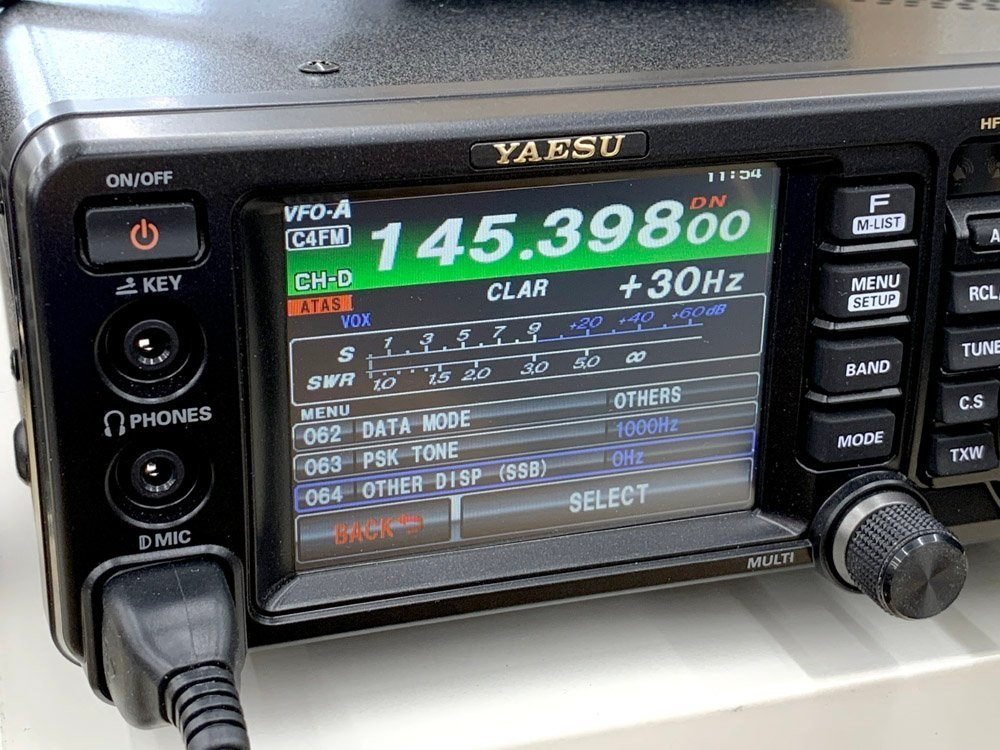 HF
YAESU
ON/OFF
KEY
PHONES
MIC
11:54
VFO-A
C4FM
145.39800
DN
CH-D
ATAS
CLAR +30Hz
VOX
S 1 3 5 7 9 +20 +40 +60dB
SWR 1.0 1.5 2.0 3.0 5.0 ∞
MENU
062 DATA MODE OTHERS
063 PSK TONE 1000Hz
064 OTHER DISP (SSB) 0Hz
BACK SELECT
MULTI
F
M-LIST
MENU
SETUP
BAND
MODE
A
RCL
TUNE
C.S
TXW